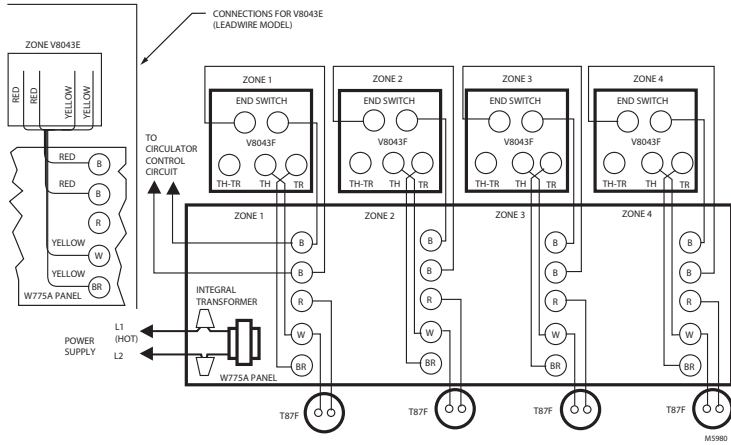 CONNECTIONS FOR V8043E
(LEADWIRE MODEL)
ZONE V8043E
RED
RED
YELLOW
YELLOW
RED
B
RED
B
R
YELLOW
W
YELLOW
BR
W775A PANEL
TO
CIRCULATOR
CONTROL
CIRCUIT
ZONE 1
END SWITCH
V8043F
TH-TR
TH
TR
ZONE 2
END SWITCH
V8043F
TH-TR
TH
TR
ZONE 3
END SWITCH
V8043F
TH-TR
TH
TR
ZONE 4
END SWITCH
V8043F
TH-TR
TH
TR
ZONE 1
B
B
R
W
BR
ZONE 2
B
B
R
W
BR
ZONE 3
B
B
R
W
BR
ZONE 4
B
B
R
W
BR
INTEGRAL
TRANSFORMER
L1
(HOT)
POWER
SUPPLY
L2
W775A PANEL
T87F
T87F
T87F
T87F
M5980